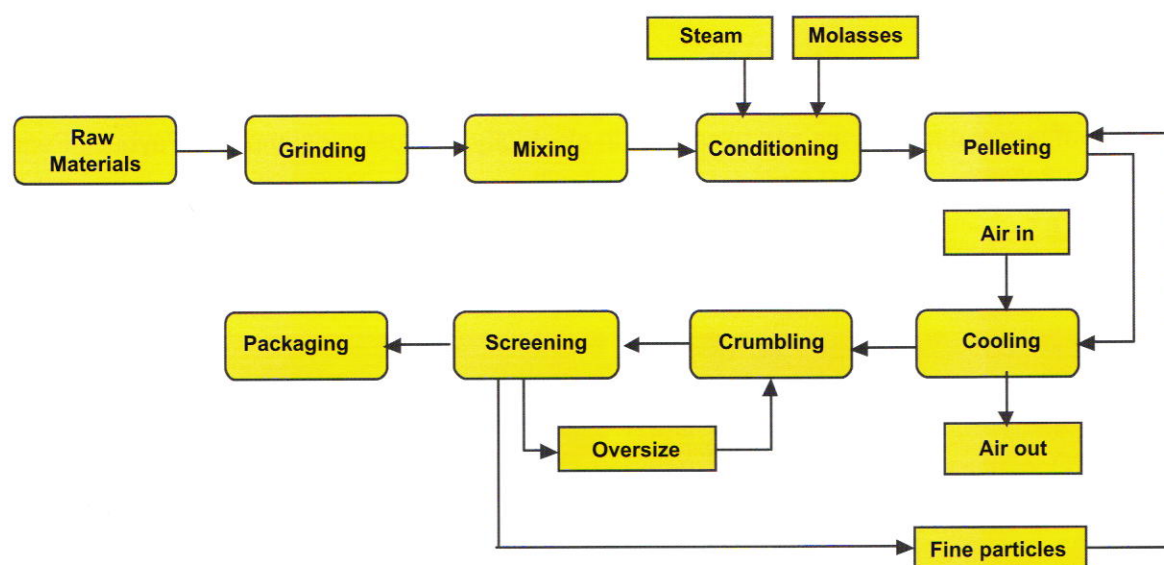 Steam
Molasses
Raw
Materials
Grinding
Mixing
Conditioning
Pelleting
Air in
Packaging
Screening
Crumbling
Cooling
Oversize
Air out
Fine particles